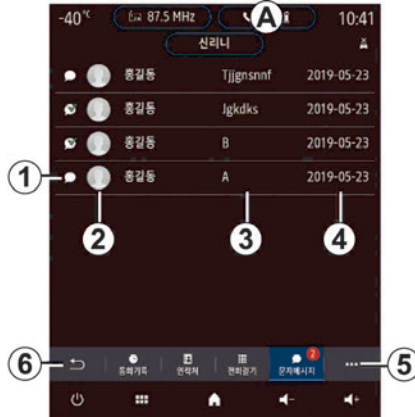 -40℃ 87.5 MHz A 10:41
신리니
홍길동 Tjjgnsnnf 2019-05-23
홍길동 Jgkdks 2019-05-23
홍길동 B 2019-05-23
1 홍길동 A 2019-05-23
2 3 4
6 통화기록 연락처 전화걸기 문자메시지 2 ... 5
- +